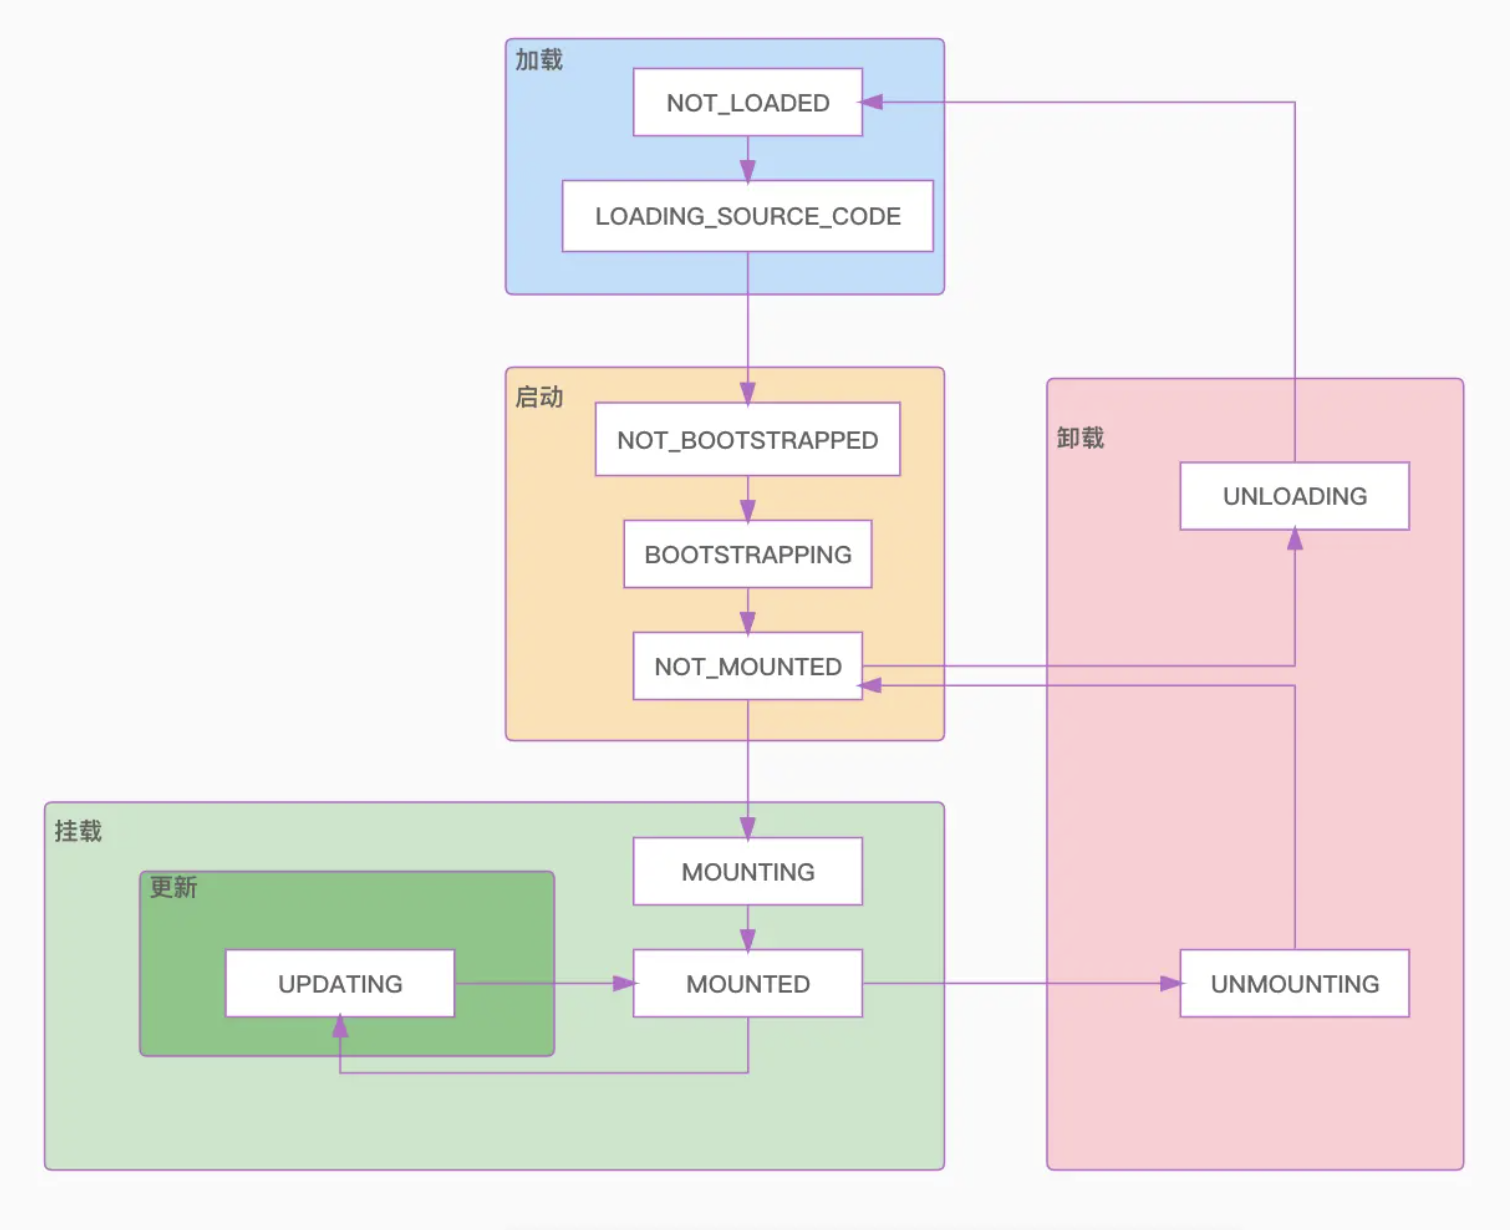 加载
NOT_LOADED
LOADING_SOURCE_CODE
启动
NOT_BOOTSTRAPPED
BOOTSTRAPPING
NOT_MOUNTED
卸载
UNLOADING
挂载
MOUNTING
更新
UPDATING
MOUNTED
UNMOUNTING